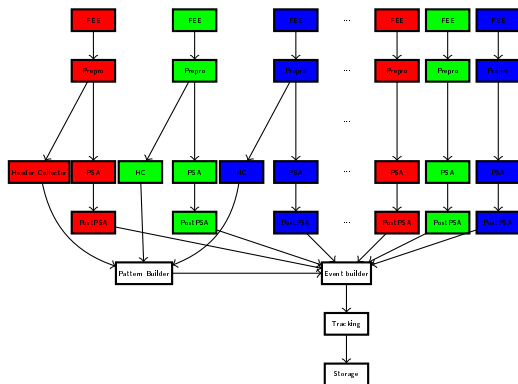 FEE FEE FEE ... FEE FEE FEE
Prepro Prepro Prepro ... Prepro Prepro Prepro
...
Header Collector PSA HC PSA HC PSA ... PSA PSA PSA
PostPSA PostPSA PostPSA ... PostPSA PostPSA PostPSA
Pattern Builder Event builder
Tracking
Storage